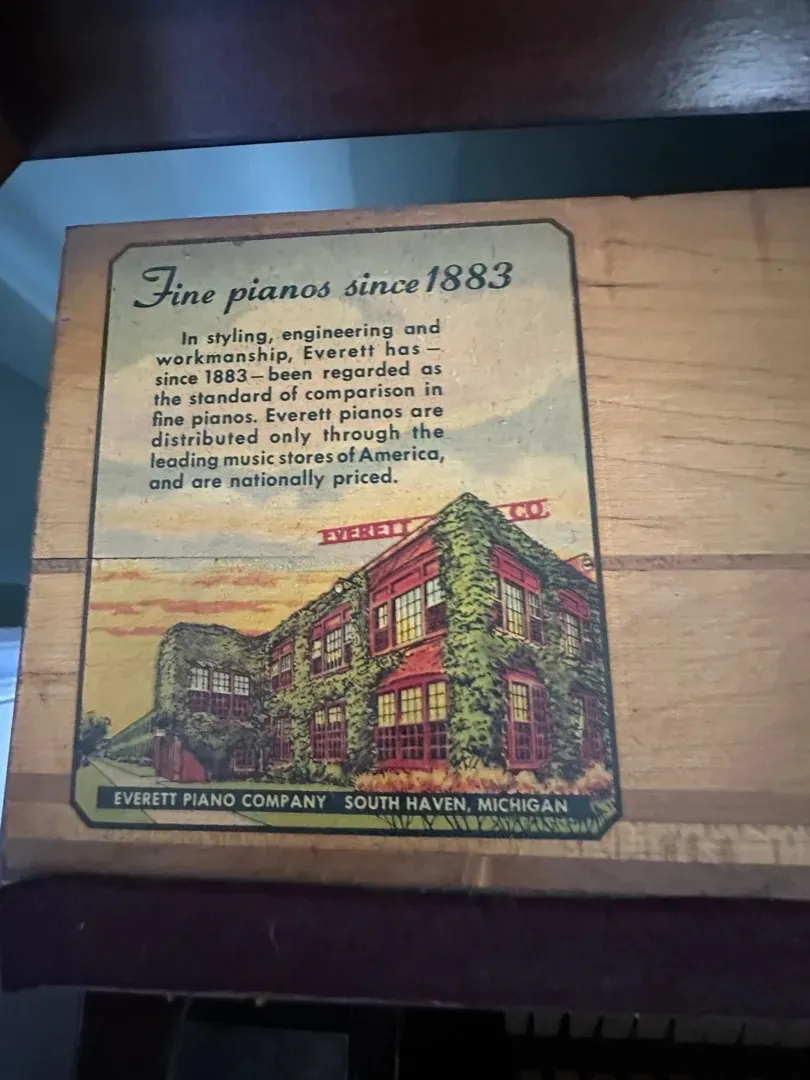 Fine pianos since 1883
In styling, engineering and
workmanship, Everett has —
since 1883 — been regarded as
the standard of comparison in
fine pianos. Everett pianos are
distributed only through the
leading music stores of America,
and are nationally priced.
EVERETT CO.
EVERETT PIANO COMPANY SOUTH HAVEN, MICHIGAN